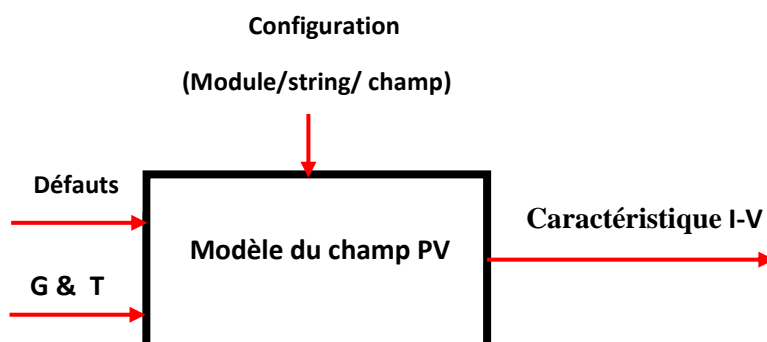 Configuration
(Module/string/ champ)
Défauts
Caractéristique I-V
Modèle du champ PV
G & T